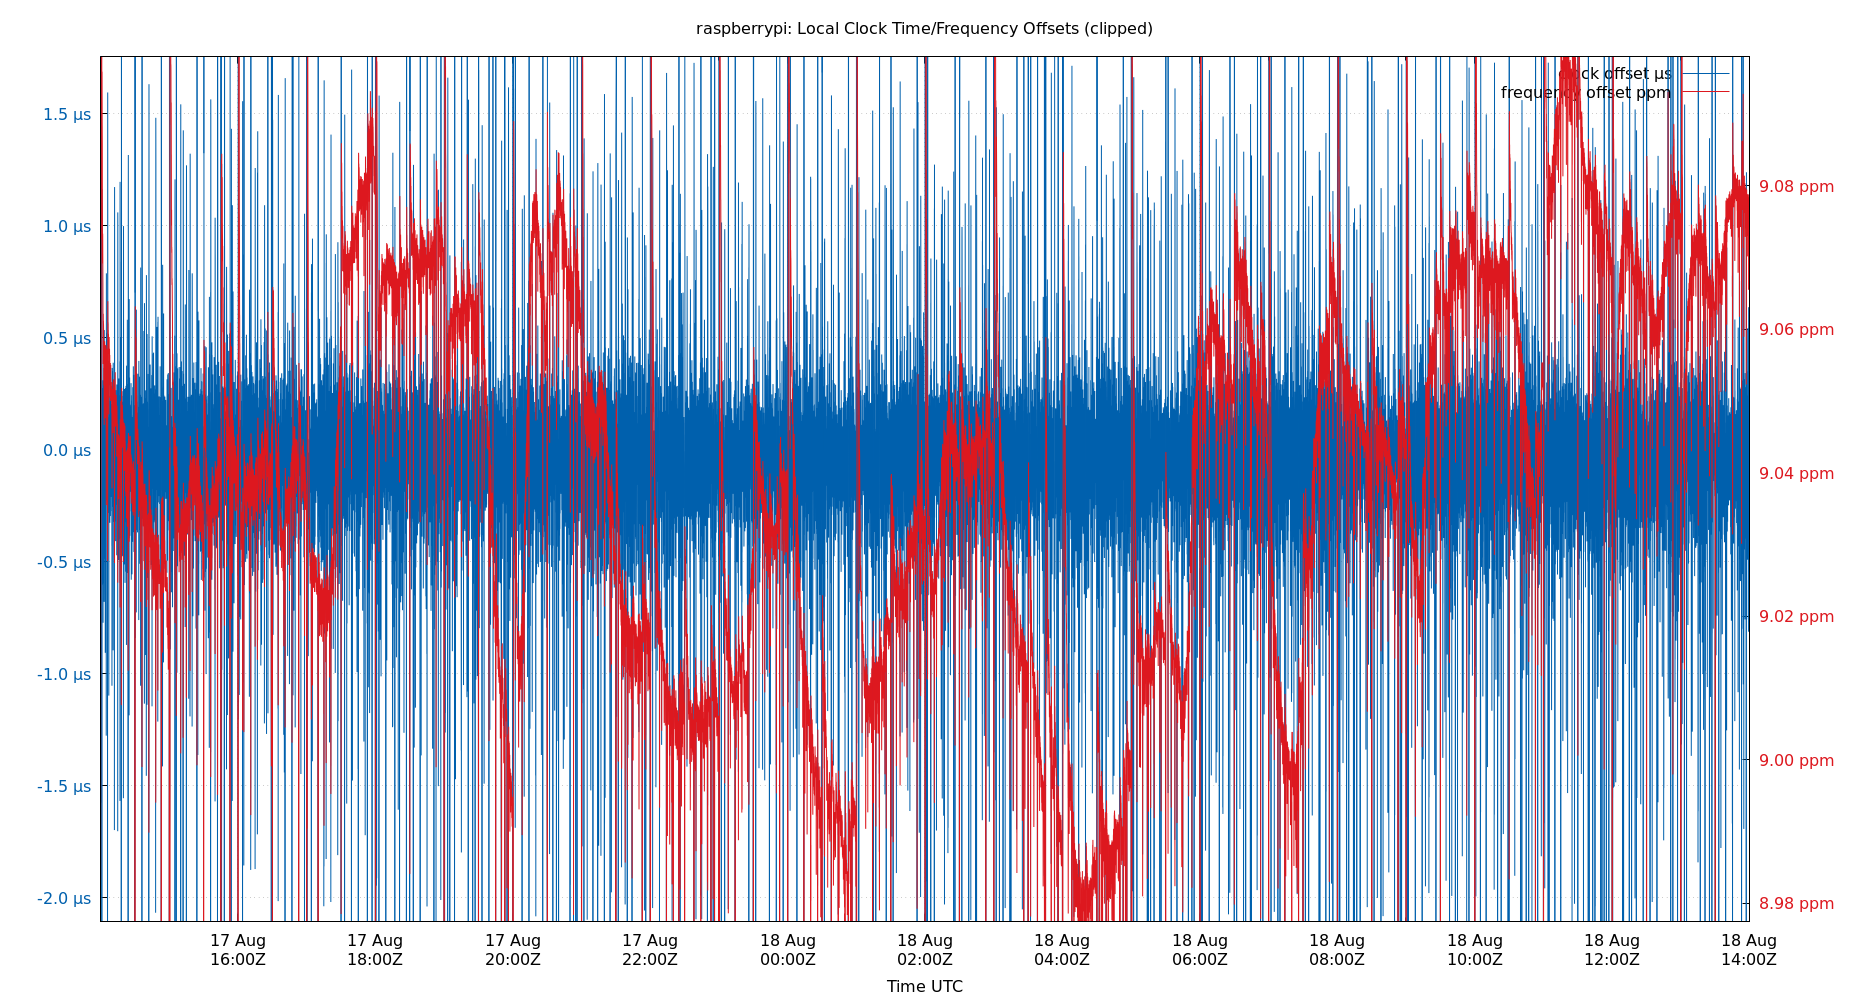 raspberrypi: Local Clock Time/Frequency Offsets (clipped)
clock offset µs
frequency offset ppm
1.5 µs
1.0 µs
0.5 µs
0.0 µs
-0.5 µs
-1.0 µs
-1.5 µs
-2.0 µs
9.08 ppm
9.06 ppm
9.04 ppm
9.02 ppm
9.00 ppm
8.98 ppm
17 Aug
16:00Z
17 Aug
18:00Z
17 Aug
20:00Z
17 Aug
22:00Z
18 Aug
00:00Z
18 Aug
02:00Z
18 Aug
04:00Z
18 Aug
06:00Z
18 Aug
08:00Z
18 Aug
10:00Z
18 Aug
12:00Z
18 Aug
14:00Z
Time UTC